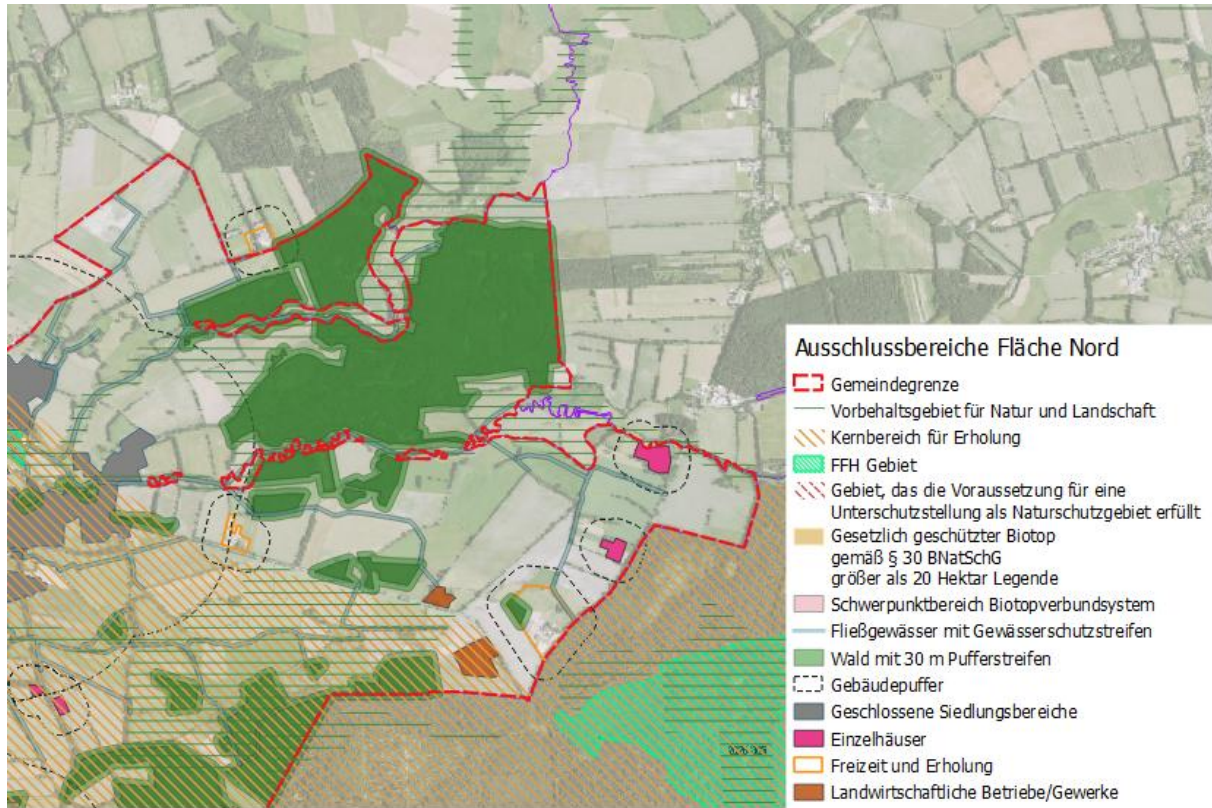 Ausschlussbereiche Fläche Nord
Gemeindegrenze
Vorbehaltsgebiet für Natur und Landschaft
Kernbereich für Erholung
FFH Gebiet
Gebiet, das die Voraussetzung für eine
Unterschutzstellung als Naturschutzgebiet erfüllt
Gesetzlich geschützter Biotop
gemäß § 30 BNatSchG
größer als 20 Hektar Legende
Schwerpunktbereich Biotopverbundsystem
Fließgewässer mit Gewässerschutzstreifen
Wald mit 30 m Pufferstreifen
Gebäudepuffer
Geschlossene Siedlungsbereiche
Einzelhäuser
Freizeit und Erholung
Landwirtschaftliche Betriebe/Gewerke